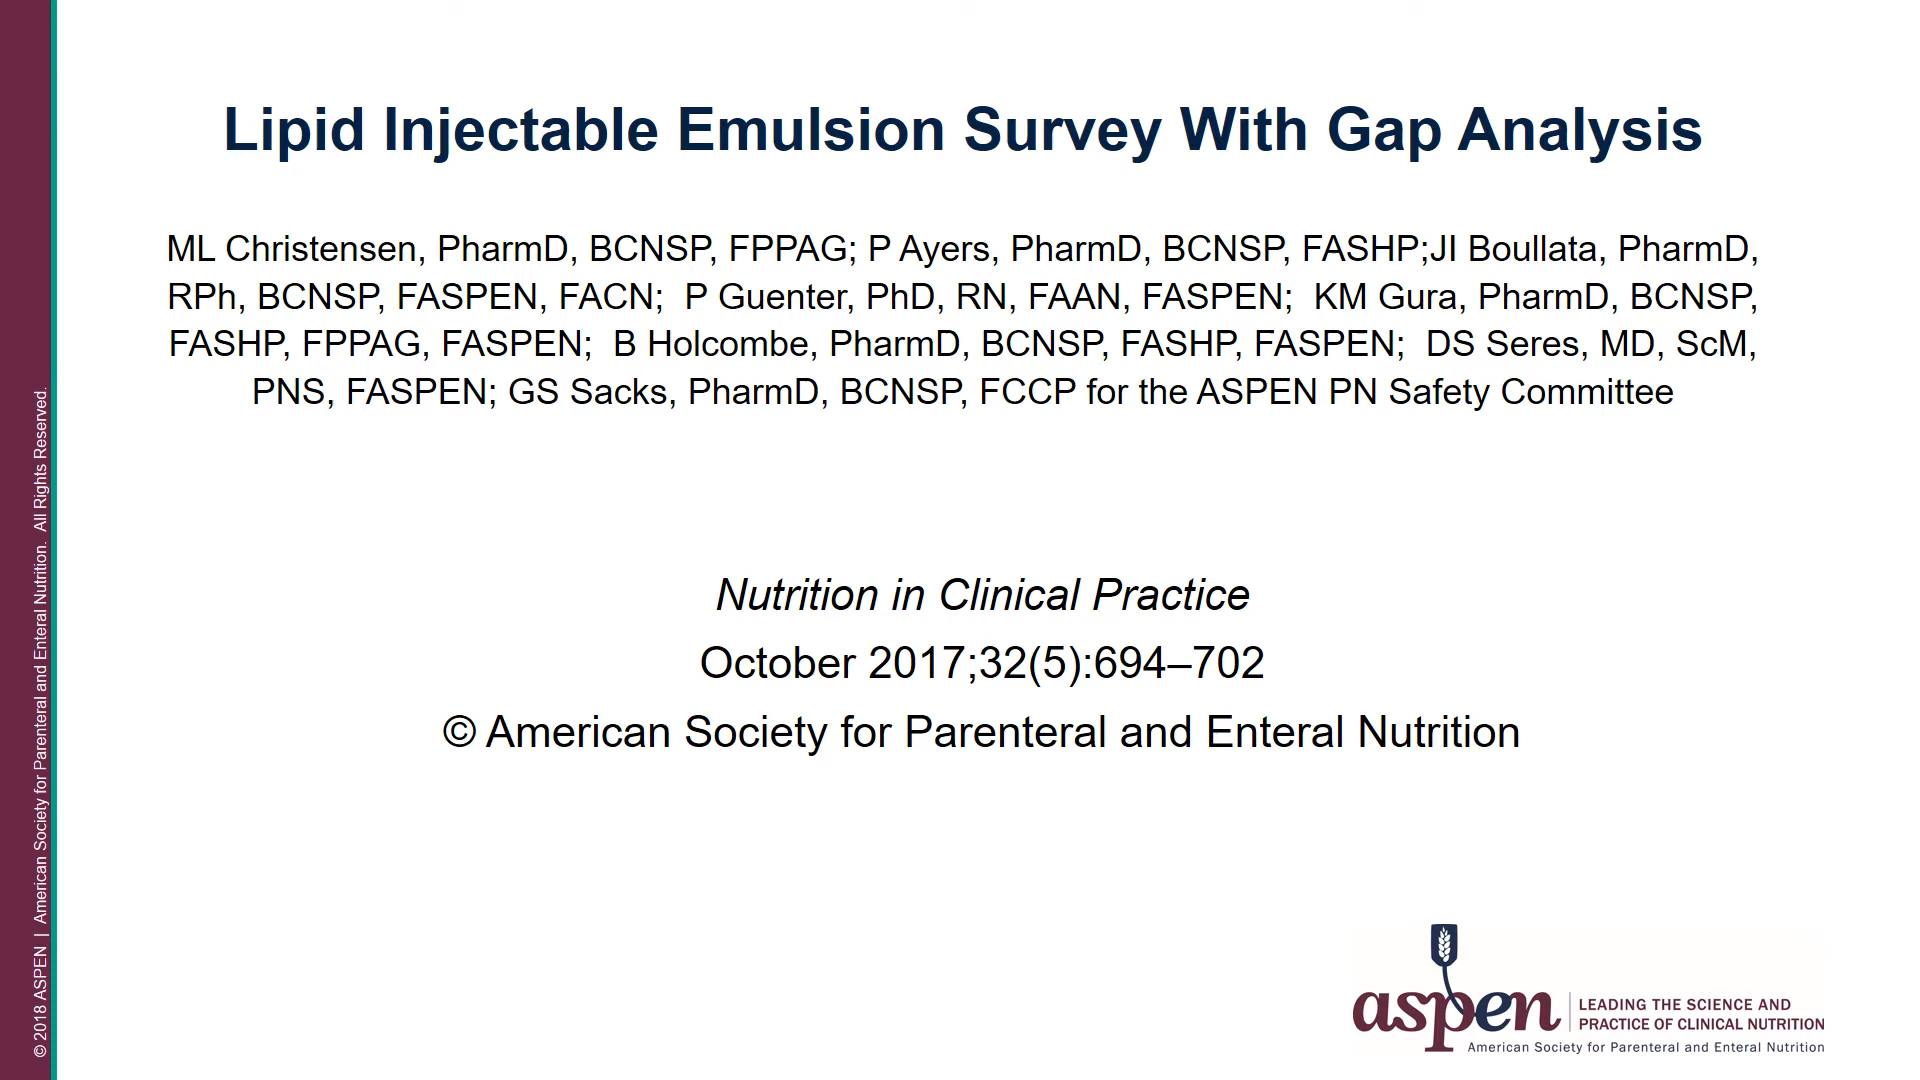 Lipid Injectable Emulsion Survey With Gap Analysis
ML Christensen, PharmD, BCNSP, FPPAG; P Ayers, PharmD, BCNSP, FASHP;JI Boullata, PharmD,
RPh, BCNSP, FASPEN, FACN;  P Guenter, PhD, RN, FAAN, FASPEN;  KM Gura, PharmD, BCNSP,
FASHP, FPPAG, FASPEN;  B Holcombe, PharmD, BCNSP, FASHP, FASPEN;  DS Seres, MD, ScM,
PNS, FASPEN; GS Sacks, PharmD, BCNSP, FCCP for the ASPEN PN Safety Committee
Nutrition in Clinical Practice
October 2017;32(5):694–702
© American Society for Parenteral and Enteral Nutrition
© 2018 ASPEN | American Society for Parenteral and Enteral Nutrition.  All Rights Reserved.
aspen
LEADING THE SCIENCE AND
PRACTICE OF CLINICAL NUTRITION
American Society for Parenteral and Enteral Nutrition